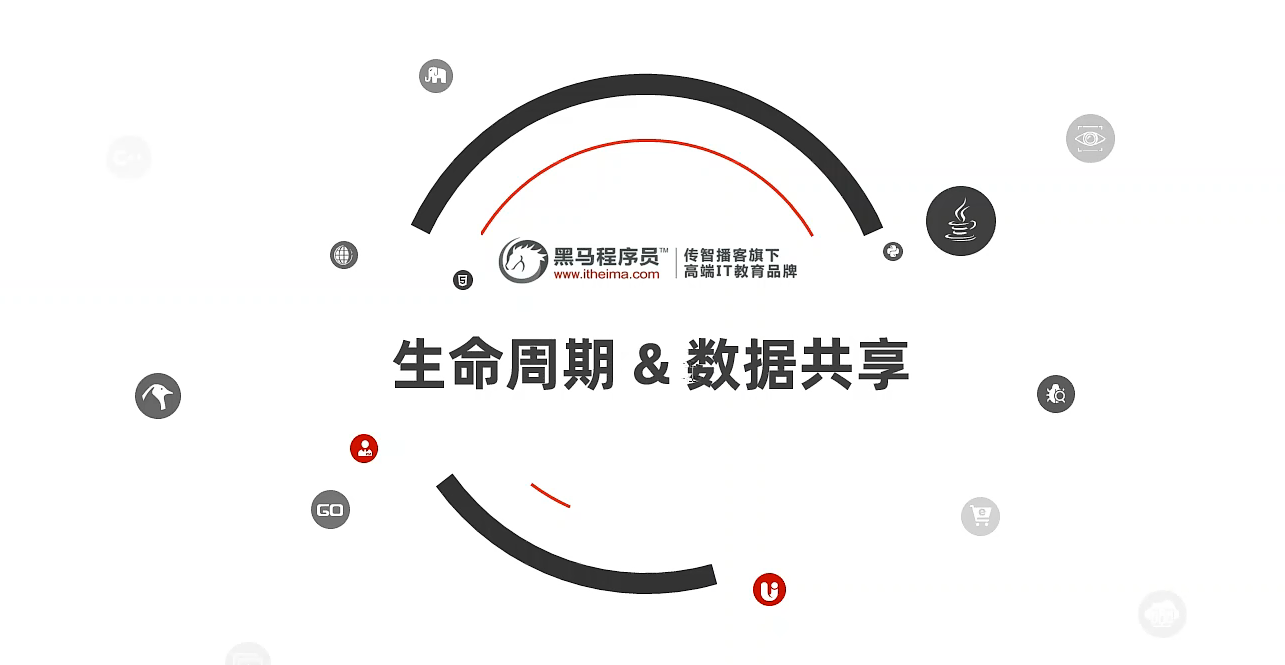 黑马程序员™
www.itheima.com
传智播客旗下
高端IT教育品牌
生命周期 & 数据共享
GO